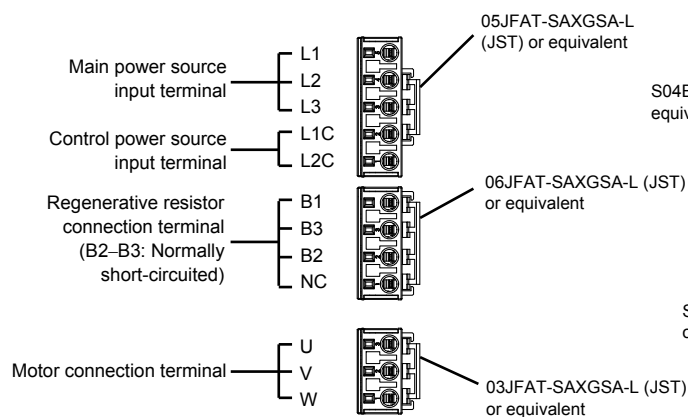 Main power source
input terminal
L1
L2
L3
Control power source
input terminal
L1C
L2C
Regenerative resistor
connection terminal
(B2–B3: Normally
short-circuited)
B1
B3
B2
NC
Motor connection terminal
U
V
W
05JFAT-SAXGSA-L
(JST) or equivalent
06JFAT-SAXGSA-L (JST)
or equivalent
03JFAT-SAXGSA-L (JST)
or equivalent